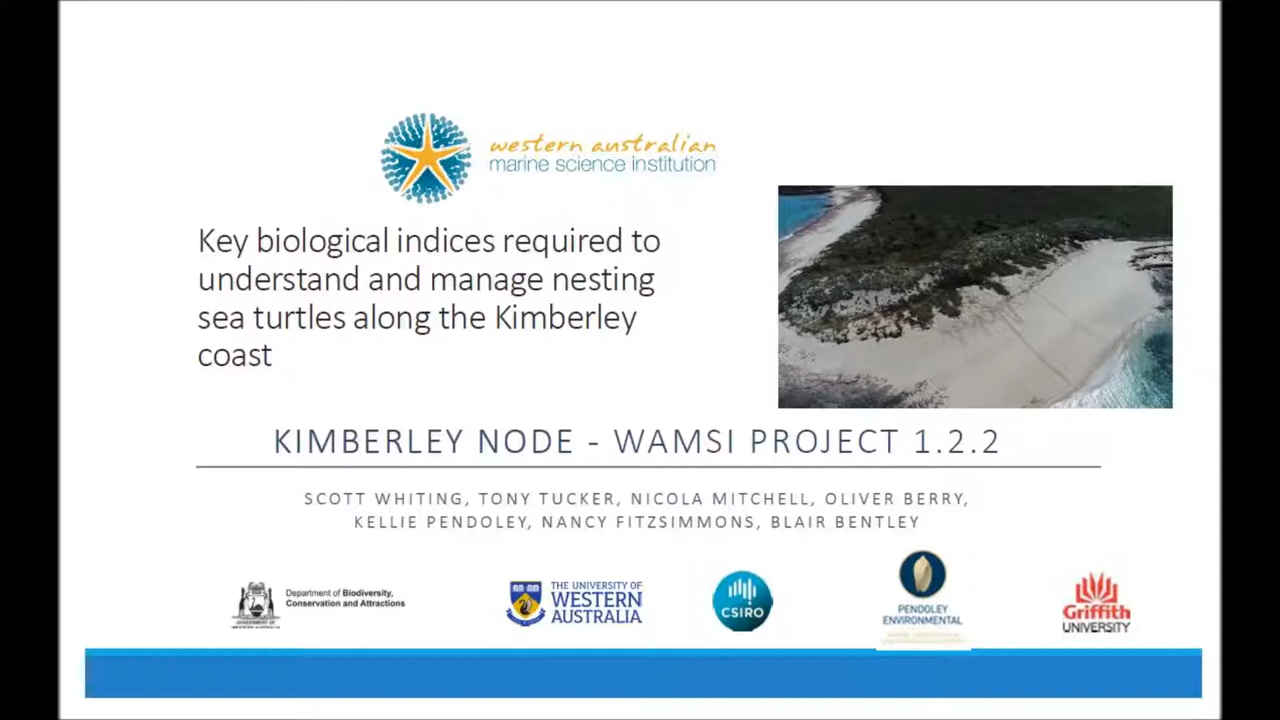 western australian
marine science institution
Key biological indices required to
understand and manage nesting
sea turtles along the Kimberley
coast
KIMBERLEY NODE - WAMSI PROJECT 1.2.2
SCOTT WHITING, TONY TUCKER, NICOLA MITCHELL, OLIVER BERRY,
KELLIE PENDOLEY, NANCY FITZSIMMONS, BLAIR BENTLEY
Department of Biodiversity,
Conservation and Attractions
THE UNIVERSITY OF
WESTERN
AUSTRALIA
CSIRO
PENDOLEY
ENVIRONMENTAL
Griffith
UNIVERSITY